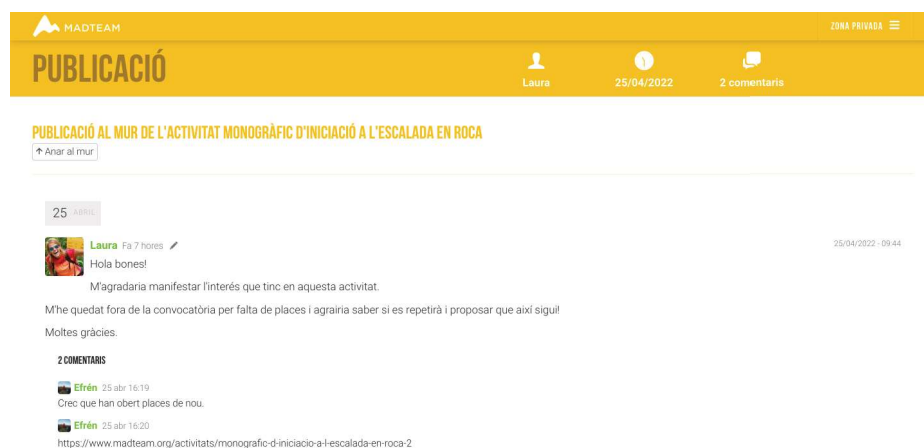 MADTEAM
ZONA PRIVADA
PUBLICACIÓ
Laura
25/04/2022
2 comentaris
PUBLICACIÓ AL MUR DE L'ACTIVITAT MONOGRÀFIC D'INICIACIÓ A L'ESCALADA EN ROCA
Anar al mur
25 ABRIL
Laura Fa 7 hores
25/04/2022 - 09:44
Hola bones!
M'agradaria manifestar l'interés que tinc en aquesta activitat.
M'he quedat fora de la convocatòria per falta de places i agrairia saber si es repetirà i proposar que així sigui!
Moltes gràcies.
2 COMENTARIS
Efrén 25 abr 16:19
Crec que han obert places de nou.
Efrén 25 abr 16:20
https://www.madteam.org/activitats/monografic-d-iniciacio-a-l-escalada-en-roca-2